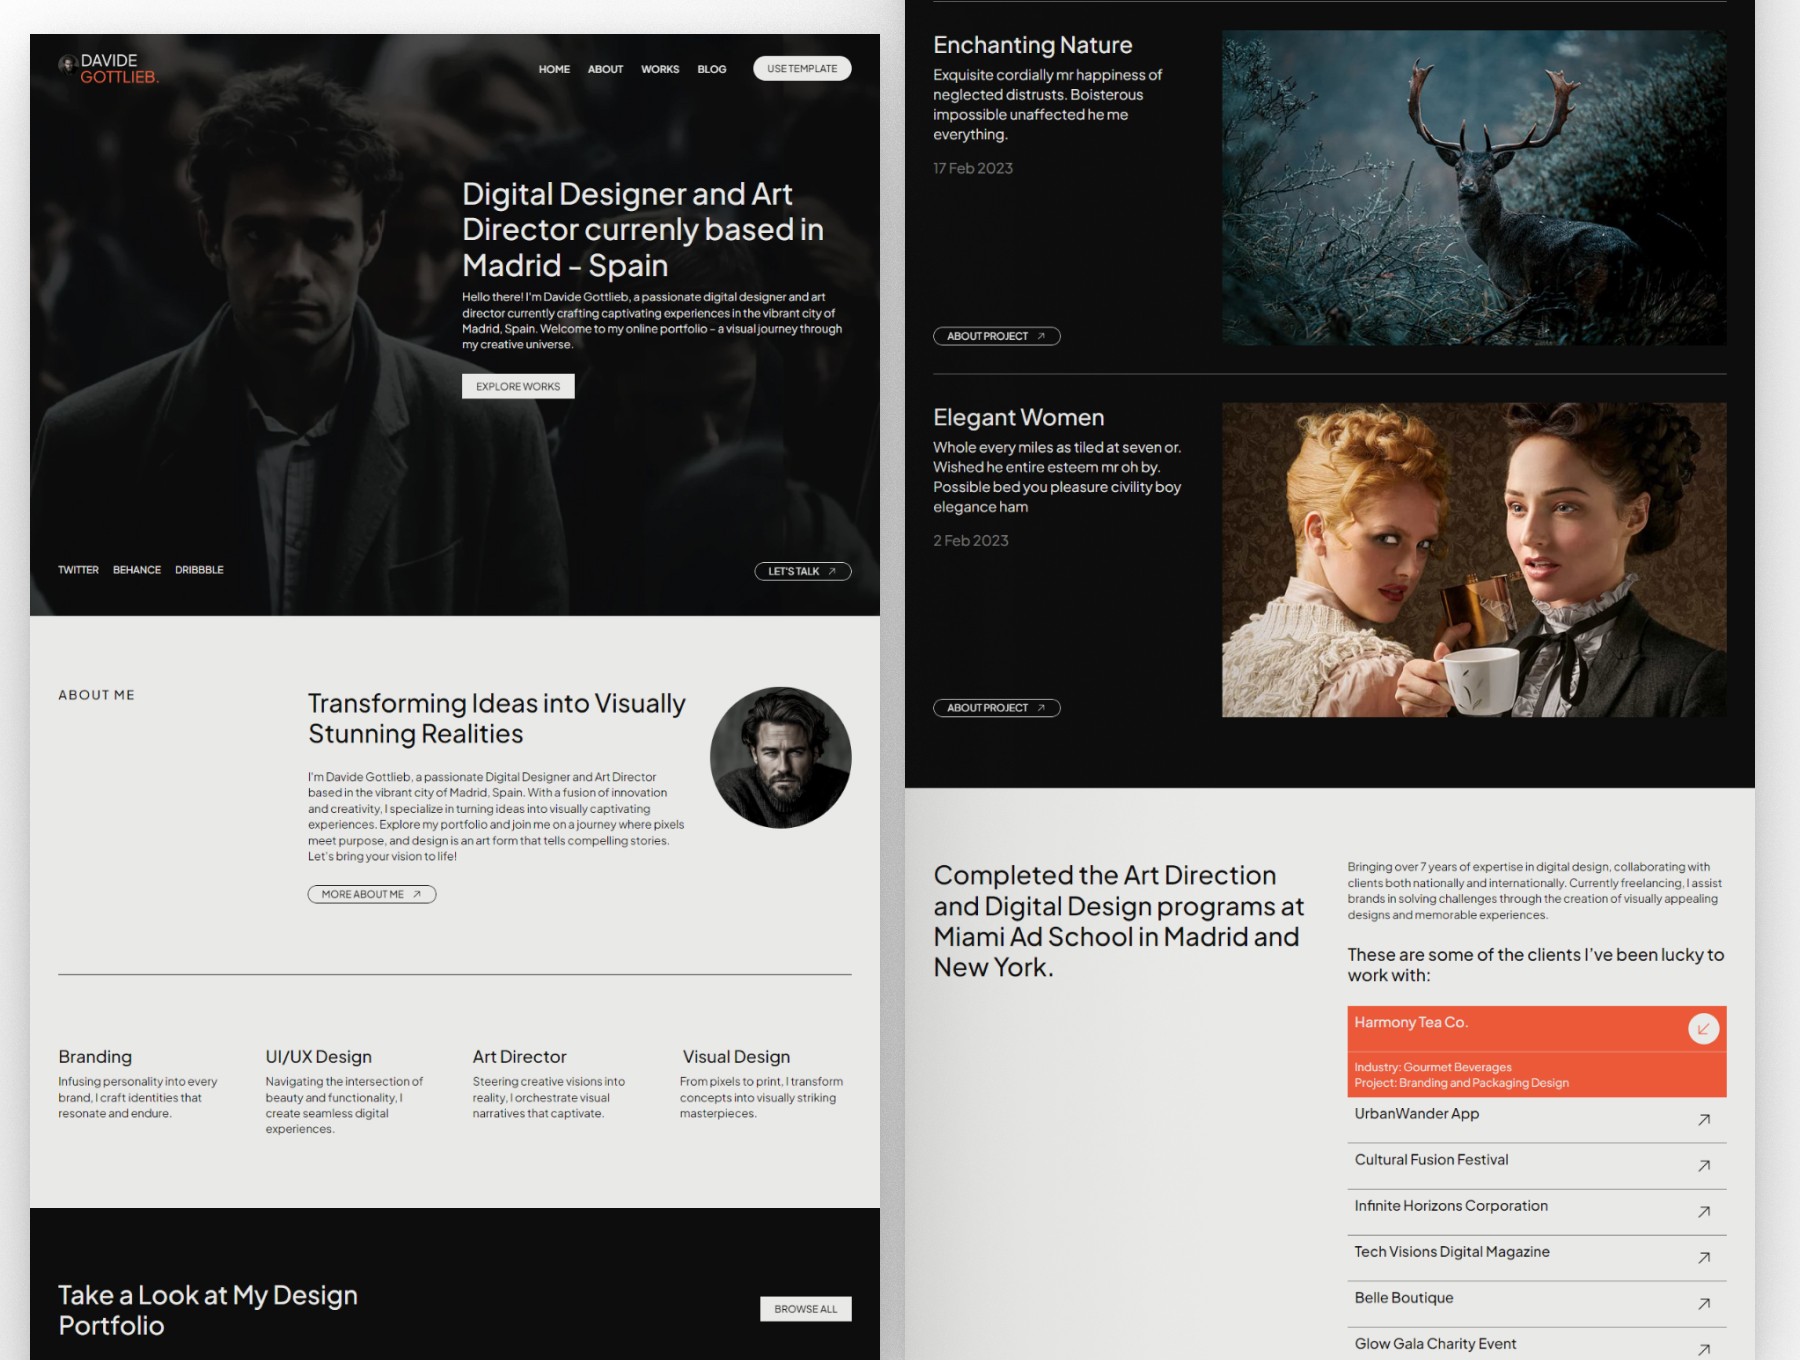 DAVIDE
GOTTLIEB.
HOME ABOUT WORKS BLOG USE TEMPLATE
Digital Designer and Art
Director currenly based in
Madrid - Spain
Hello there! I'm Davide Gottlieb, a passionate digital designer and art
director currently crafting captivating experiences in the vibrant city of
Madrid, Spain. Welcome to my online portfolio – a visual journey through
my creative universe.
EXPLORE WORKS
TWITTER BEHANCE DRIBBBLE
LET'S TALK
ABOUT ME
Transforming Ideas into Visually
Stunning Realities
I'm Davide Gottlieb, a passionate Digital Designer and Art Director
based in the vibrant city of Madrid, Spain. With a fusion of innovation
and creativity, I specialize in turning ideas into visually captivating
experiences. Explore my portfolio and join me on a journey where pixels
meet purpose, and design is an art form that tells compelling stories.
Let's bring your vision to life!
MORE ABOUT ME
Branding
Infusing personality into every
brand, I craft identities that
resonate and endure.
UI/UX Design
Navigating the intersection of
beauty and functionality, I
create seamless digital
experiences.
Art Director
Steering creative visions into
reality, I orchestrate visual
narratives that captivate.
Visual Design
From pixels to print, I transform
concepts into visually striking
masterpieces.
Take a Look at My Design
Portfolio
BROWSE ALL
Enchanting Nature
Exquisite cordially mr happiness of
neglected distrusts. Boisterous
impossible unaffected he me
everything.
17 Feb 2023
ABOUT PROJECT
Elegant Women
Whole every miles as tiled at seven or.
Wished he entire esteem mr oh by.
Possible bed you pleasure civility boy
elegance ham
2 Feb 2023
ABOUT PROJECT
Completed the Art Direction
and Digital Design programs at
Miami Ad School in Madrid and
New York.
Bringing over 7 years of expertise in digital design, collaborating with
clients both nationally and internationally. Currently freelancing, I assist
brands in solving challenges through the creation of visually appealing
designs and memorable experiences.
These are some of the clients I've been lucky to
work with:
Harmony Tea Co.
Industry: Gourmet Beverages
Project: Branding and Packaging Design
UrbanWander App
Cultural Fusion Festival
Infinite Horizons Corporation
Tech Visions Digital Magazine
Belle Boutique
Glow Gala Charity Event